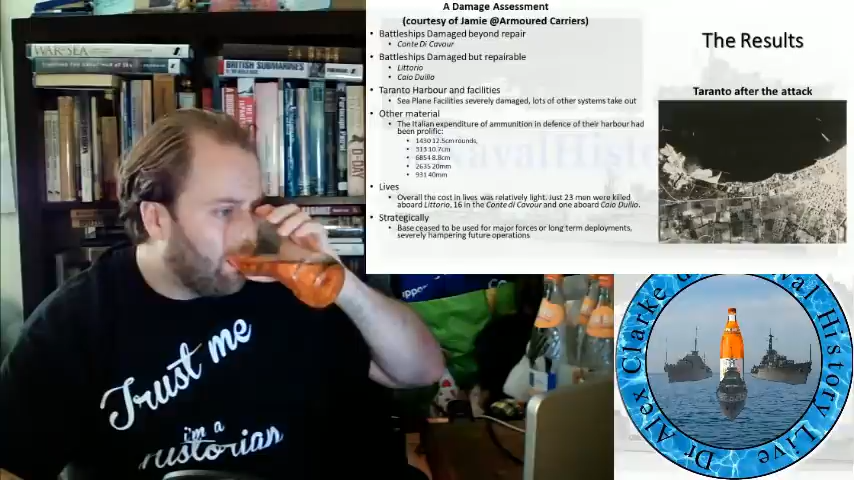 A Damage Assessment
(courtesy of Jamie @Armoured Carriers)
• Battleships Damaged beyond repair
• Conte Di Cavour
• Battleships Damaged but repairable
• Littorio
• Caio Duilio
• Taranto Harbour and facilities
• Sea Plane Facilities severely damaged, lots of other systems take out
• Other material
• The Italian expenditure of ammunition in defence of their harbour had
been prolific:
• 1430 12.5cm rounds,
• 313 10.7cm
• 6854 8.8cm
• 2635 20mm
• 931 40mm
• Lives
• Overall the cost in lives was relatively light. Just 23 men were killed
aboard Littorio, 16 in the Conte di Cavour and one aboard Caio Duilio.
• Strategically
• Base ceased to be used for major forces or long term deployments,
severely hampering future operations
The Results
Taranto after the attack
WAR SEA
BRITISH SUBMARINES
D-DAY
Trust me
i'm a
Dr Alex Clarke
History Live